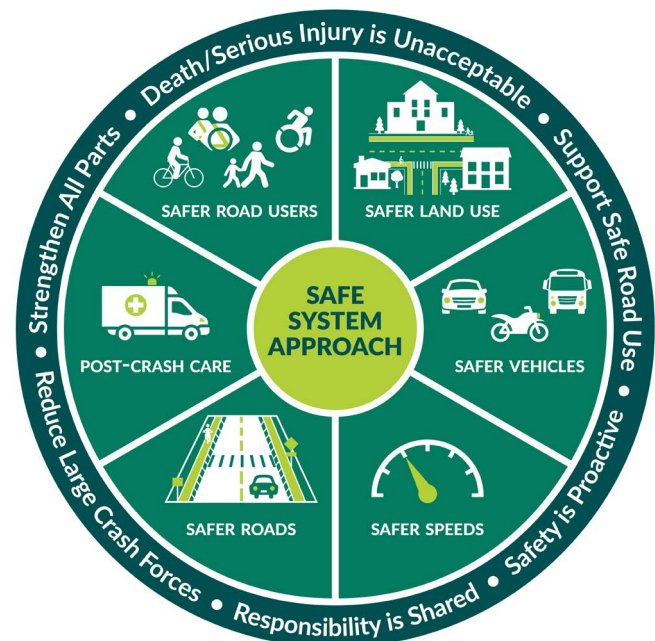 Death/Serious Injury is Unacceptable • Support Safe Road Use • Safety is Proactive • Responsibility is Shared • Reduce Large Crash Forces • Strengthen All Parts •
SAFER ROAD USERS
SAFER LAND USE
SAFE
SYSTEM
APPROACH
POST-CRASH CARE
SAFER VEHICLES
SAFER ROADS
SAFER SPEEDS